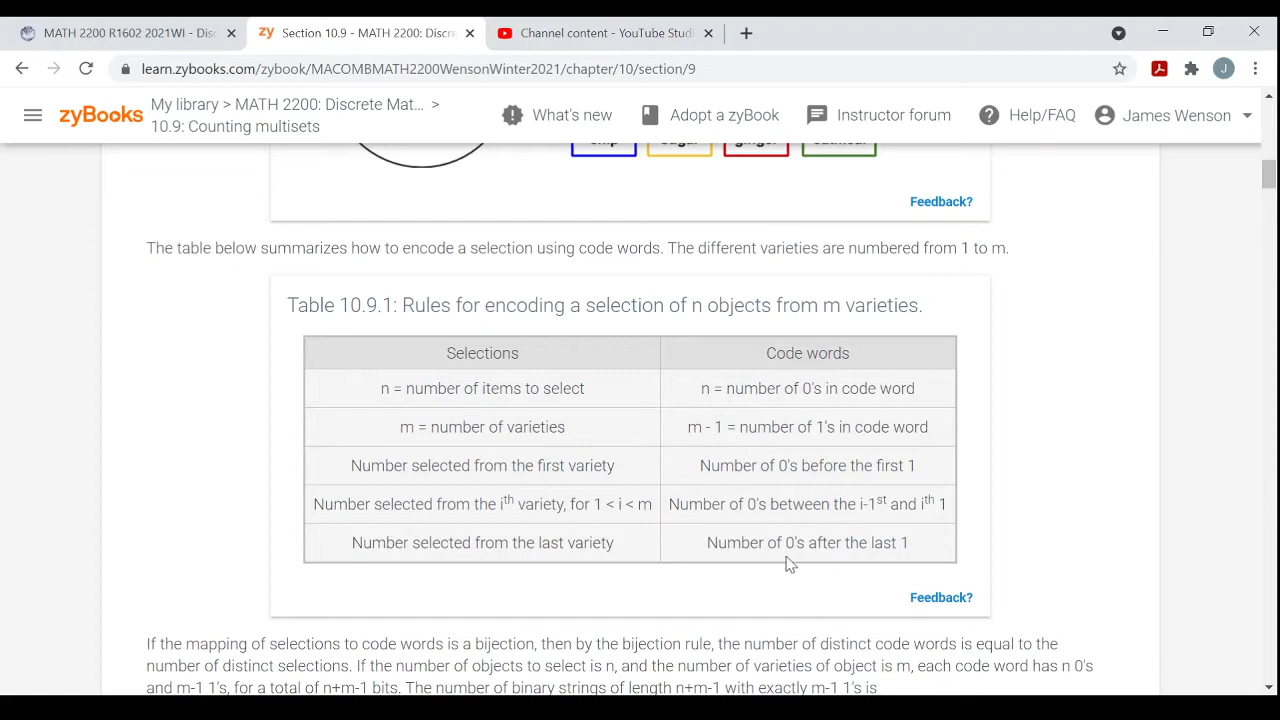 MATH 2200 R1602 2021WI - Disc
Section 10.9 - MATH 2200: Discre
Channel content - YouTube Studi
learn.zybooks.com/zybook/MACOMBMATH2200WensonWinter2021/chapter/10/section/9
J
zyBooks
My library > MATH 2200: Discrete Mat... >
10.9: Counting multisets
What's new
Adopt a zyBook
Instructor forum
Help/FAQ
James Wenson
Feedback?
The table below summarizes how to encode a selection using code words. The different varieties are numbered from 1 to m.
Table 10.9.1: Rules for encoding a selection of n objects from m varieties.
Selections Code words
n = number of items to select n = number of 0's in code word
m = number of varieties m - 1 = number of 1's in code word
Number selected from the first variety Number of 0's before the first 1
Number selected from the ith variety, for 1 < i < m Number of 0's between the i-1st and ith 1
Number selected from the last variety Number of 0's after the last 1
Feedback?
If the mapping of selections to code words is a bijection, then by the bijection rule, the number of distinct code words is equal to the
number of distinct selections. If the number of objects to select is n, and the number of varieties of object is m, each code word has n 0's
and m-1 1's, for a total of n+m-1 bits. The number of binary strings of length n+m-1 with exactly m-1 1's is